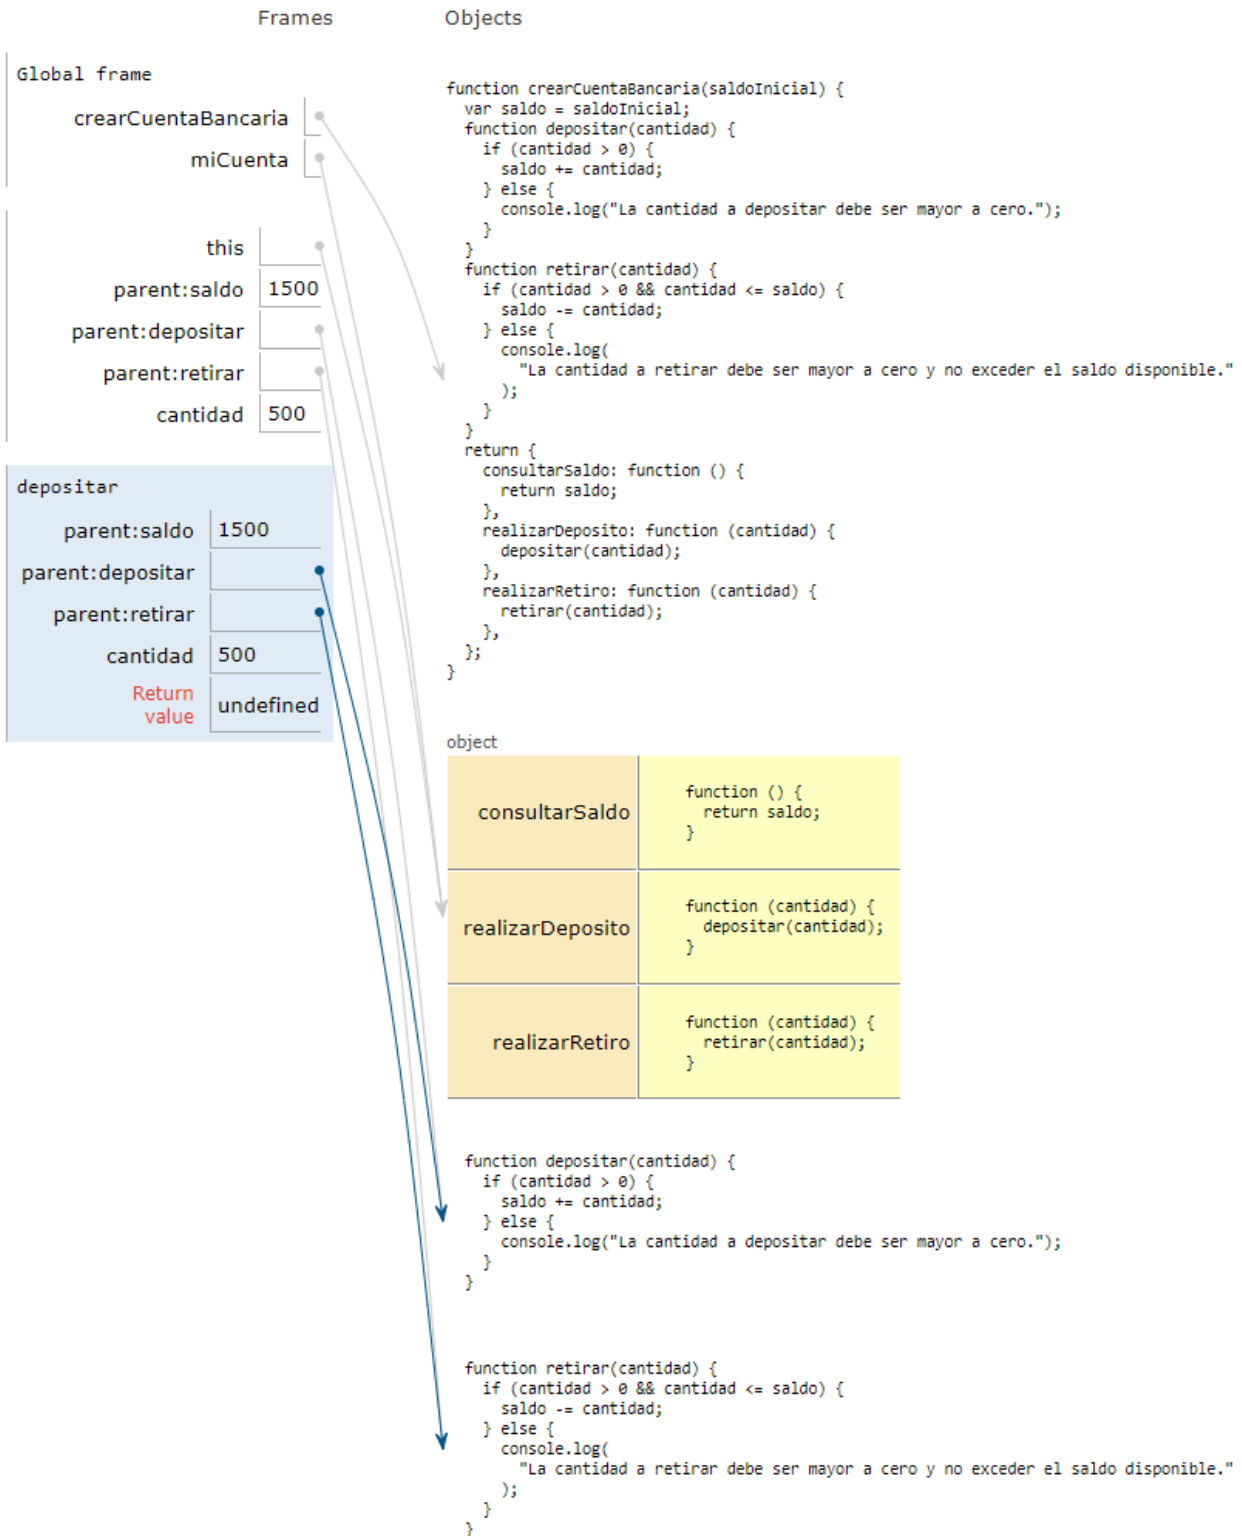 Frames
Objects
Global frame
crearCuentaBancaria
miCuenta
this
parent:saldo 1500
parent:depositar
parent:retirar
cantidad 500
depositar
parent:saldo 1500
parent:depositar
parent:retirar
cantidad 500
Return
value
undefined
function crearCuentaBancaria(saldoInicial) {
  var saldo = saldoInicial;
  function depositar(cantidad) {
    if (cantidad > 0) {
      saldo += cantidad;
    } else {
      console.log("La cantidad a depositar debe ser mayor a cero.");
    }
  }
  function retirar(cantidad) {
    if (cantidad > 0 && cantidad <= saldo) {
      saldo -= cantidad;
    } else {
      console.log(
        "La cantidad a retirar debe ser mayor a cero y no exceder el saldo disponible."
      );
    }
  }
  return {
    consultarSaldo: function () {
      return saldo;
    },
    realizarDeposito: function (cantidad) {
      depositar(cantidad);
    },
    realizarRetiro: function (cantidad) {
      retirar(cantidad);
    },
  };
}
object
consultarSaldo
function () {
  return saldo;
}
realizarDeposito
function (cantidad) {
  depositar(cantidad);
}
realizarRetiro
function (cantidad) {
  retirar(cantidad);
}
function depositar(cantidad) {
  if (cantidad > 0) {
    saldo += cantidad;
  } else {
    console.log("La cantidad a depositar debe ser mayor a cero.");
  }
}
function retirar(cantidad) {
  if (cantidad > 0 && cantidad <= saldo) {
    saldo -= cantidad;
  } else {
    console.log(
      "La cantidad a retirar debe ser mayor a cero y no exceder el saldo disponible."
    );
  }
}